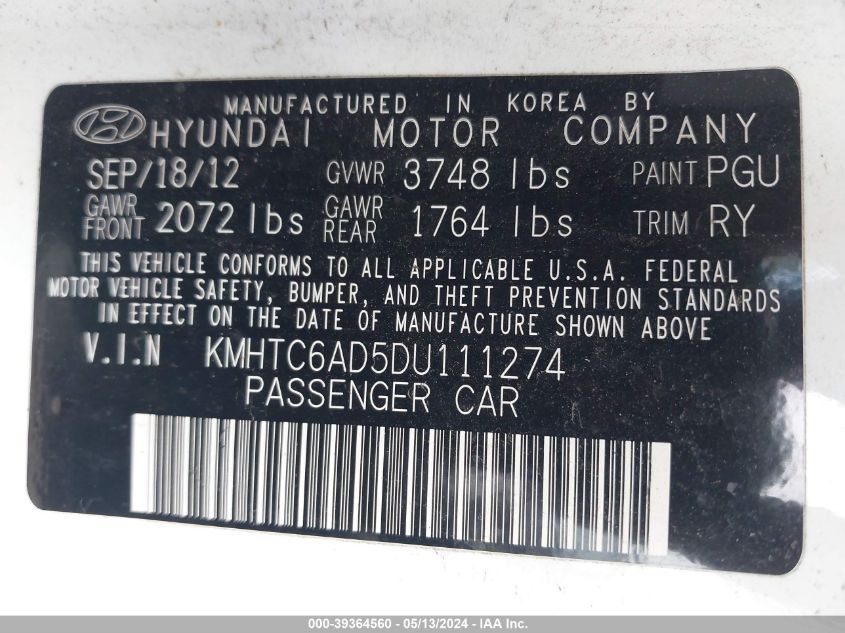 MANUFACTURED IN KOREA BY
HYUNDAI MOTOR COMPANY
SEP/18/12 GVWR 3748 lbs PAINT PGU
GAWR FRONT 2072 lbs GAWR REAR 1764 lbs TRIM RY
THIS VEHICLE CONFORMS TO ALL APPLICABLE U.S.A. FEDERAL
MOTOR VEHICLE SAFETY, BUMPER, AND THEFT PREVENTION STANDARDS
IN EFFECT ON THE DATE OF MANUFACTURE SHOWN ABOVE
V.I.N KMHTC6AD5DU111274
PASSENGER CAR
000-39364560 - 05/13/2024 - IAA Inc.